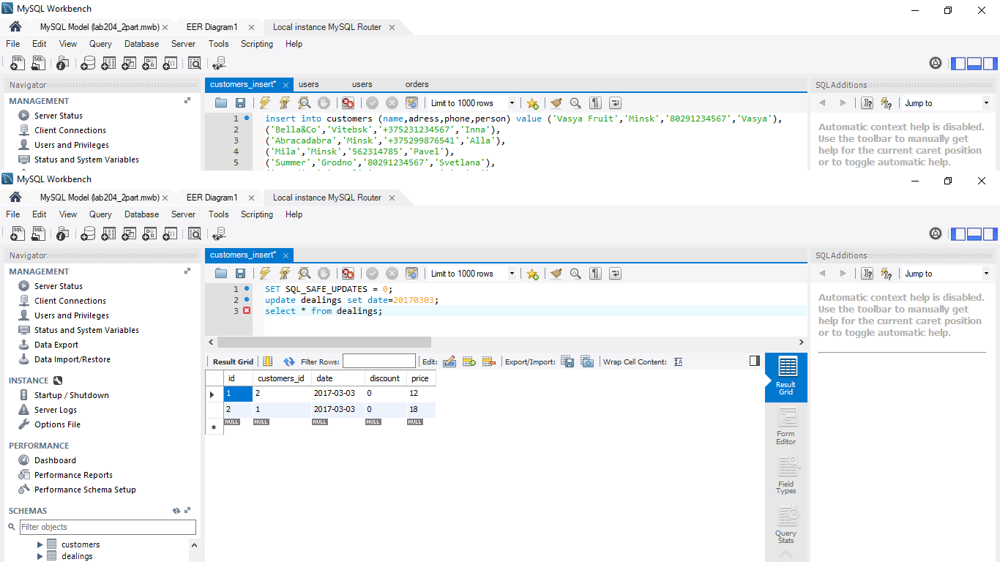 MySQL Workbench
MySQL Model (lab204_2part.mwb) EER Diagram1 Local instance MySQL Router
File Edit View Query Database Server Tools Scripting Help
Navigator
customers_insert* users users orders
SQLAdditions
MANAGEMENT
Server Status
Client Connections
Users and Privileges
Status and System Variables
Limit to 1000 rows
Jump to
1 insert into customers (name,adress,phone,person) value ('Vasya Fruit','Minsk','80291234567','Vasya'),
2 ('Bella&Co','Vitebsk','+375231234567','Inna'),
3 ('Abracadabra','Minsk','+375299876541','Alla'),
4 ('Mila','Minsk','562314785','Pavel'),
5 ('Summer','Grodno','80291234567','Svetlana'),
Automatic context help is disabled.
Use the toolbar to manually get
help for the current caret position
or to toggle automatic help.
MySQL Workbench
MySQL Model (lab204_2part.mwb) EER Diagram1 Local instance MySQL Router
File Edit View Query Database Server Tools Scripting Help
Navigator
customers_insert*
SQLAdditions
MANAGEMENT
Server Status
Client Connections
Users and Privileges
Status and System Variables
Data Export
Data Import/Restore
INSTANCE
Startup / Shutdown
Server Logs
Options File
PERFORMANCE
Dashboard
Performance Reports
Performance Schema Setup
SCHEMAS
Filter objects
customers
dealings
Limit to 1000 rows
Jump to
1 SET SQL_SAFE_UPDATES = 0;
2 update dealings set date=20170303;
3 select * from dealings;
Automatic context help is disabled.
Use the toolbar to manually get
help for the current caret position
or to toggle automatic help.
Result Grid Filter Rows: Edit: Export/Import: Wrap Cell Content:
id customers_id date discount price
1 2 2017-03-03 0 12
2 1 2017-03-03 0 18
NULL NULL NULL NULL NULL
Result
Grid
Form
Editor
Field
Types
Query
Stats